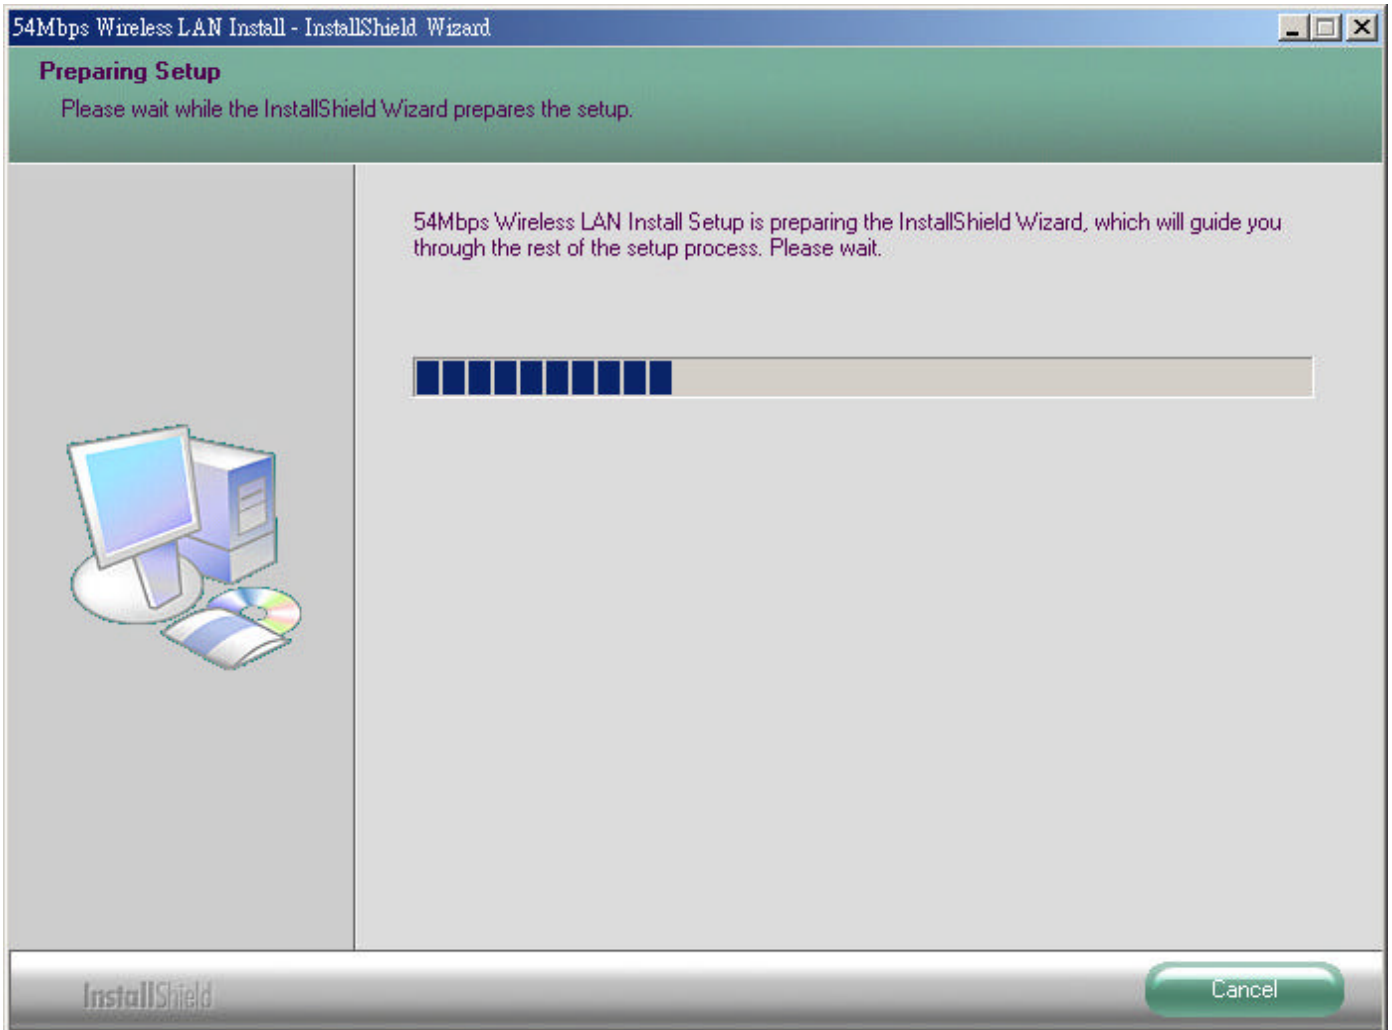 54Mbps Wireless LAN Install - InstallShield Wizard
Preparing Setup
Please wait while the InstallShield Wizard prepares the setup.
54Mbps Wireless LAN Install Setup is preparing the InstallShield Wizard, which will guide you
through the rest of the setup process. Please wait.
InstallShield
Cancel